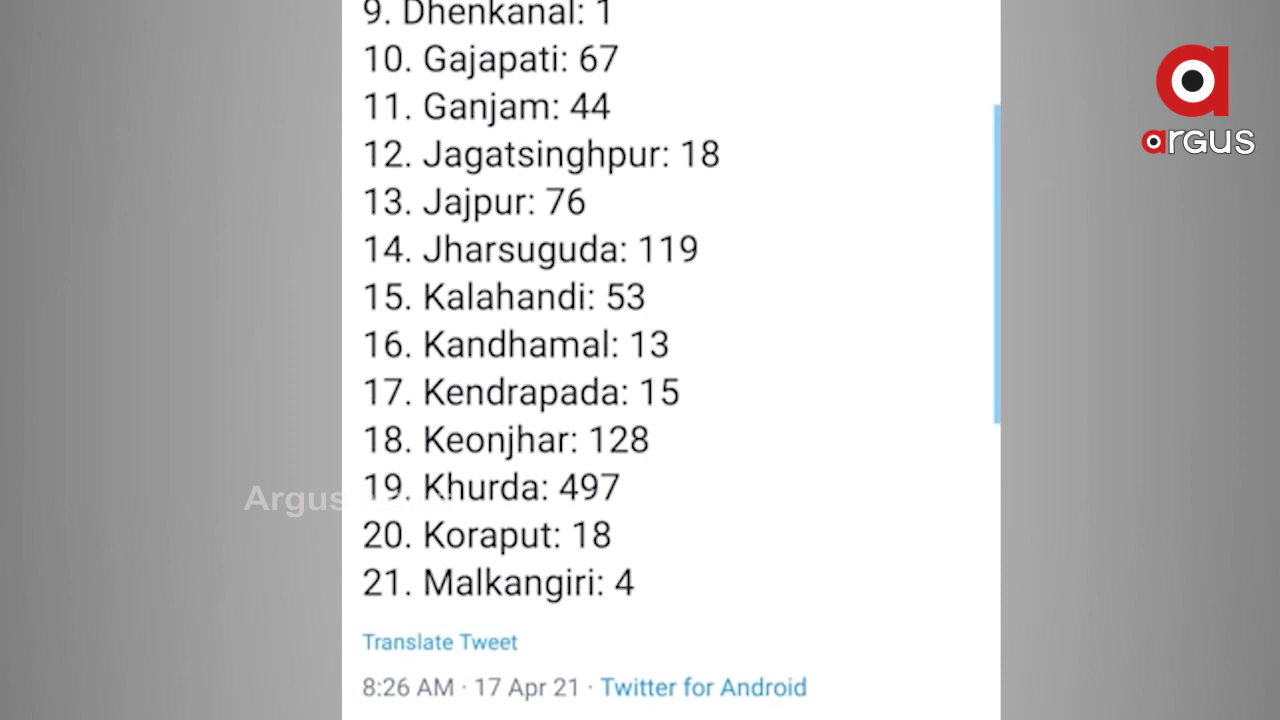 9. Dhenkanal: 1
10. Gajapati: 67
11. Ganjam: 44
12. Jagatsinghpur: 18
13. Jajpur: 76
14. Jharsuguda: 119
15. Kalahandi: 53
16. Kandhamal: 13
17. Kendrapada: 15
18. Keonjhar: 128
19. Khurda: 497
20. Koraput: 18
21. Malkangiri: 4
Translate Tweet
8:26 AM · 17 Apr 21 · Twitter for Android
argus
Argus